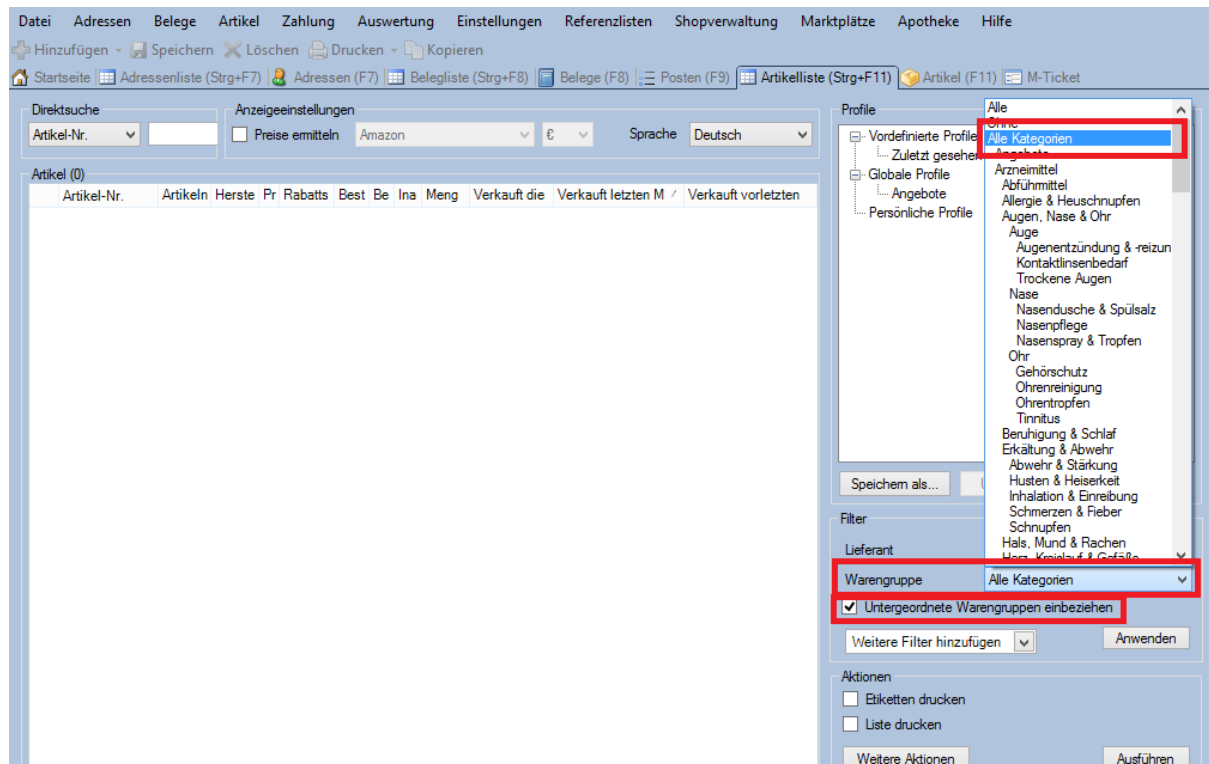 Datei Adressen Belege Artikel Zahlung Auswertung Einstellungen Referenzlisten Shopverwaltung Marktplätze Apotheke Hilfe
Hinzufügen Speichern Löschen Drucken Kopieren
Startseite Adressenliste (Strg+F7) Adressen (F7) Belegliste (Strg+F8) Belege (F8) Posten (F9) Artikelliste (Strg+F11) Artikel (F11) M-Ticket
Direktsuche
Artikel-Nr.
Anzeigeeinstellungen
Preise ermitteln Amazon € Sprache Deutsch
Artikel (0)
Artikel-Nr. Artikeln Herste Pr Rabatts Best Be Ina Meng Verkauft die Verkauft letzten M Verkauft vorletzten
Profile
Vordefinierte Profile
Zuletzt gesehen
Globale Profile
Angebote
Persönliche Profile
Alle
Ohne
Alle Kategorien
Angebote
Arzneimittel
Abführmittel
Allergie & Heuschnupfen
Augen, Nase & Ohr
Auge
Augenentzündung & -reizun
Kontaktlinsenbedarf
Trockene Augen
Nase
Nasendusche & Spülsalz
Nasenpflege
Nasenspray & Tropfen
Ohr
Gehörschutz
Ohrenreinigung
Ohrentropfen
Tinnitus
Beruhigung & Schlaf
Erkältung & Abwehr
Abwehr & Stärkung
Husten & Heiserkeit
Inhalation & Einreibung
Schmerzen & Fieber
Schnupfen
Hals, Mund & Rachen
Herz, Kreislauf & Gefäße
Speichern als...
Filter
Lieferant
Warengruppe Alle Kategorien
Untergeordnete Warengruppen einbeziehen
Weitere Filter hinzufügen Anwenden
Aktionen
Etiketten drucken
Liste drucken
Weitere Aktionen Ausführen